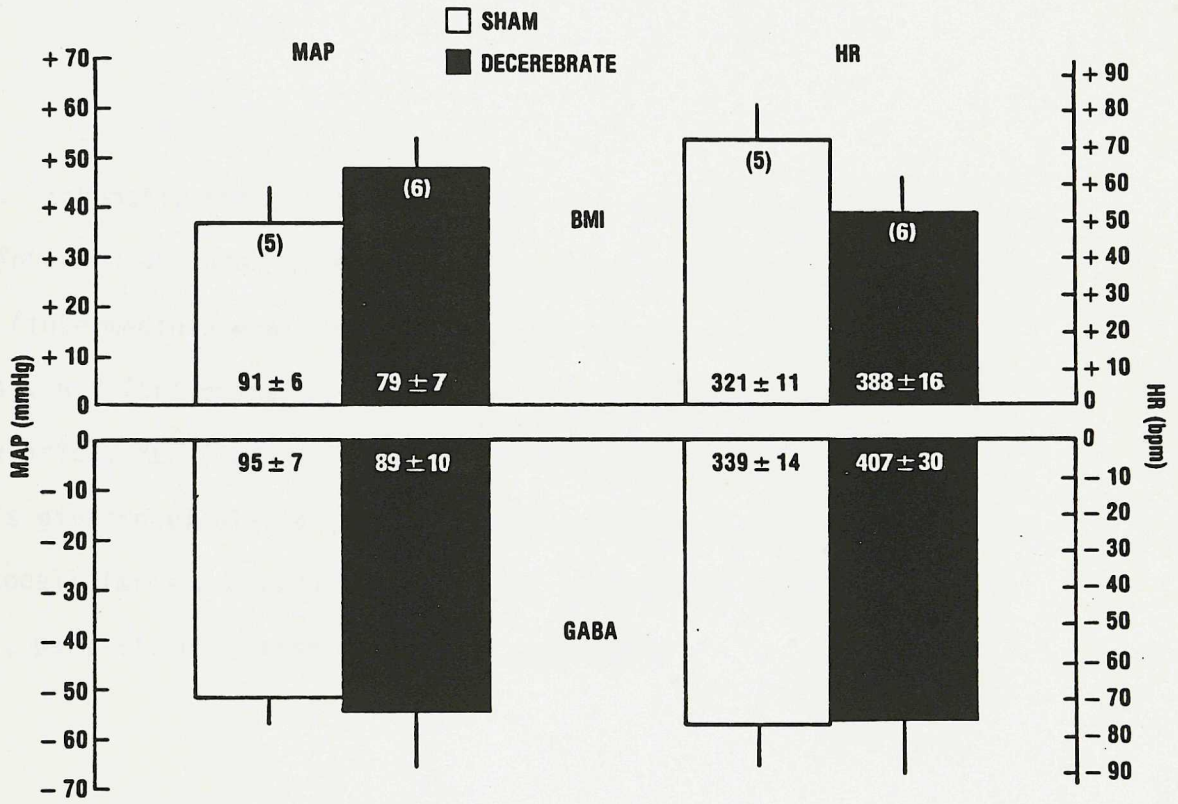 SHAM
DECEREBRATE
MAP
HR
+ 70
+ 60
+ 50
+ 40
+ 30
+ 20
+ 10
0
0
- 10
- 20
- 30
- 40
- 50
- 60
- 70
MAP (mmHg)
(5)
(6)
BMI
(5)
(6)
91 ± 6
79 ± 7
321 ± 11
388 ± 16
95 ± 7
89 ± 10
339 ± 14
407 ± 30
GABA
+ 90
+ 80
+ 70
+ 60
+ 50
+ 40
+ 30
+ 20
+ 10
0
0
- 10
- 20
- 30
- 40
- 50
- 60
- 70
- 80
- 90
HR (bpm)